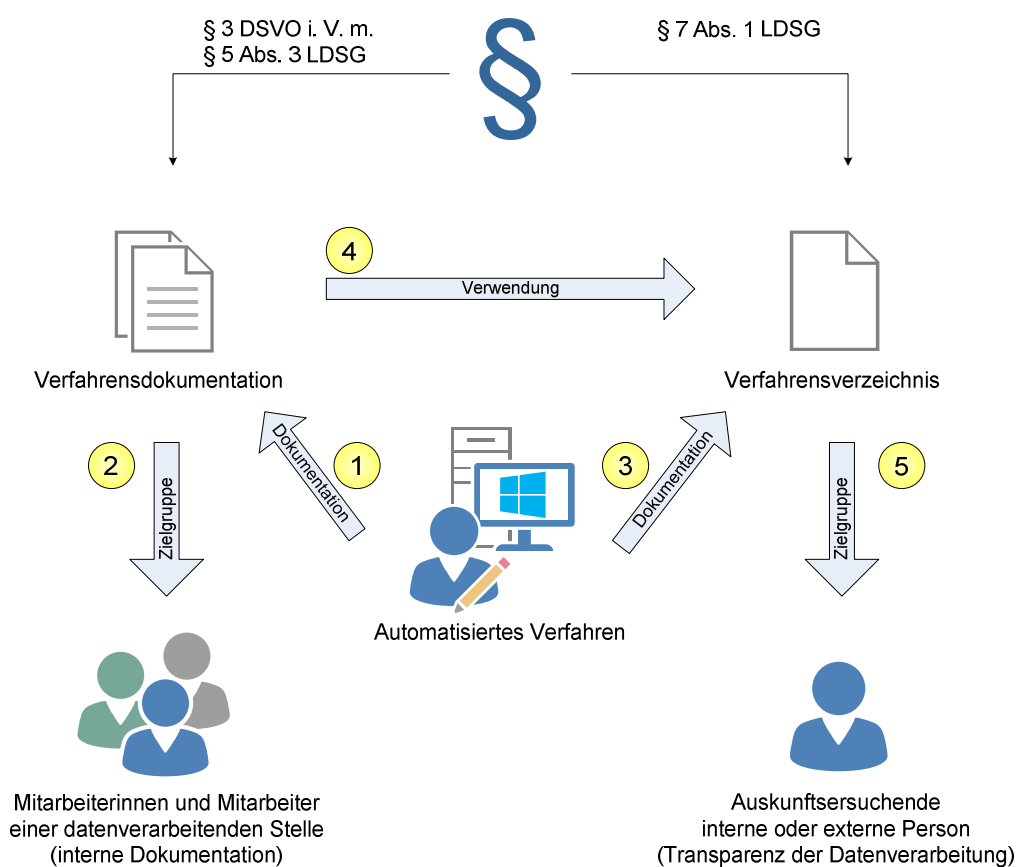 § 3 DSVO i. V. m.
§ 5 Abs. 3 LDSG
§ 7 Abs. 1 LDSG
§
4
Verwendung
Verfahrensdokumentation
Verfahrensverzeichnis
2
Zielgruppe
Dokumentation
1
3
Dokumentation
Zielgruppe
5
Automatisiertes Verfahren
Mitarbeiterinnen und Mitarbeiter
einer datenverarbeitenden Stelle
(interne Dokumentation)
Auskunftsersuchende
interne oder externe Person
(Transparenz der Datenverarbeitung)